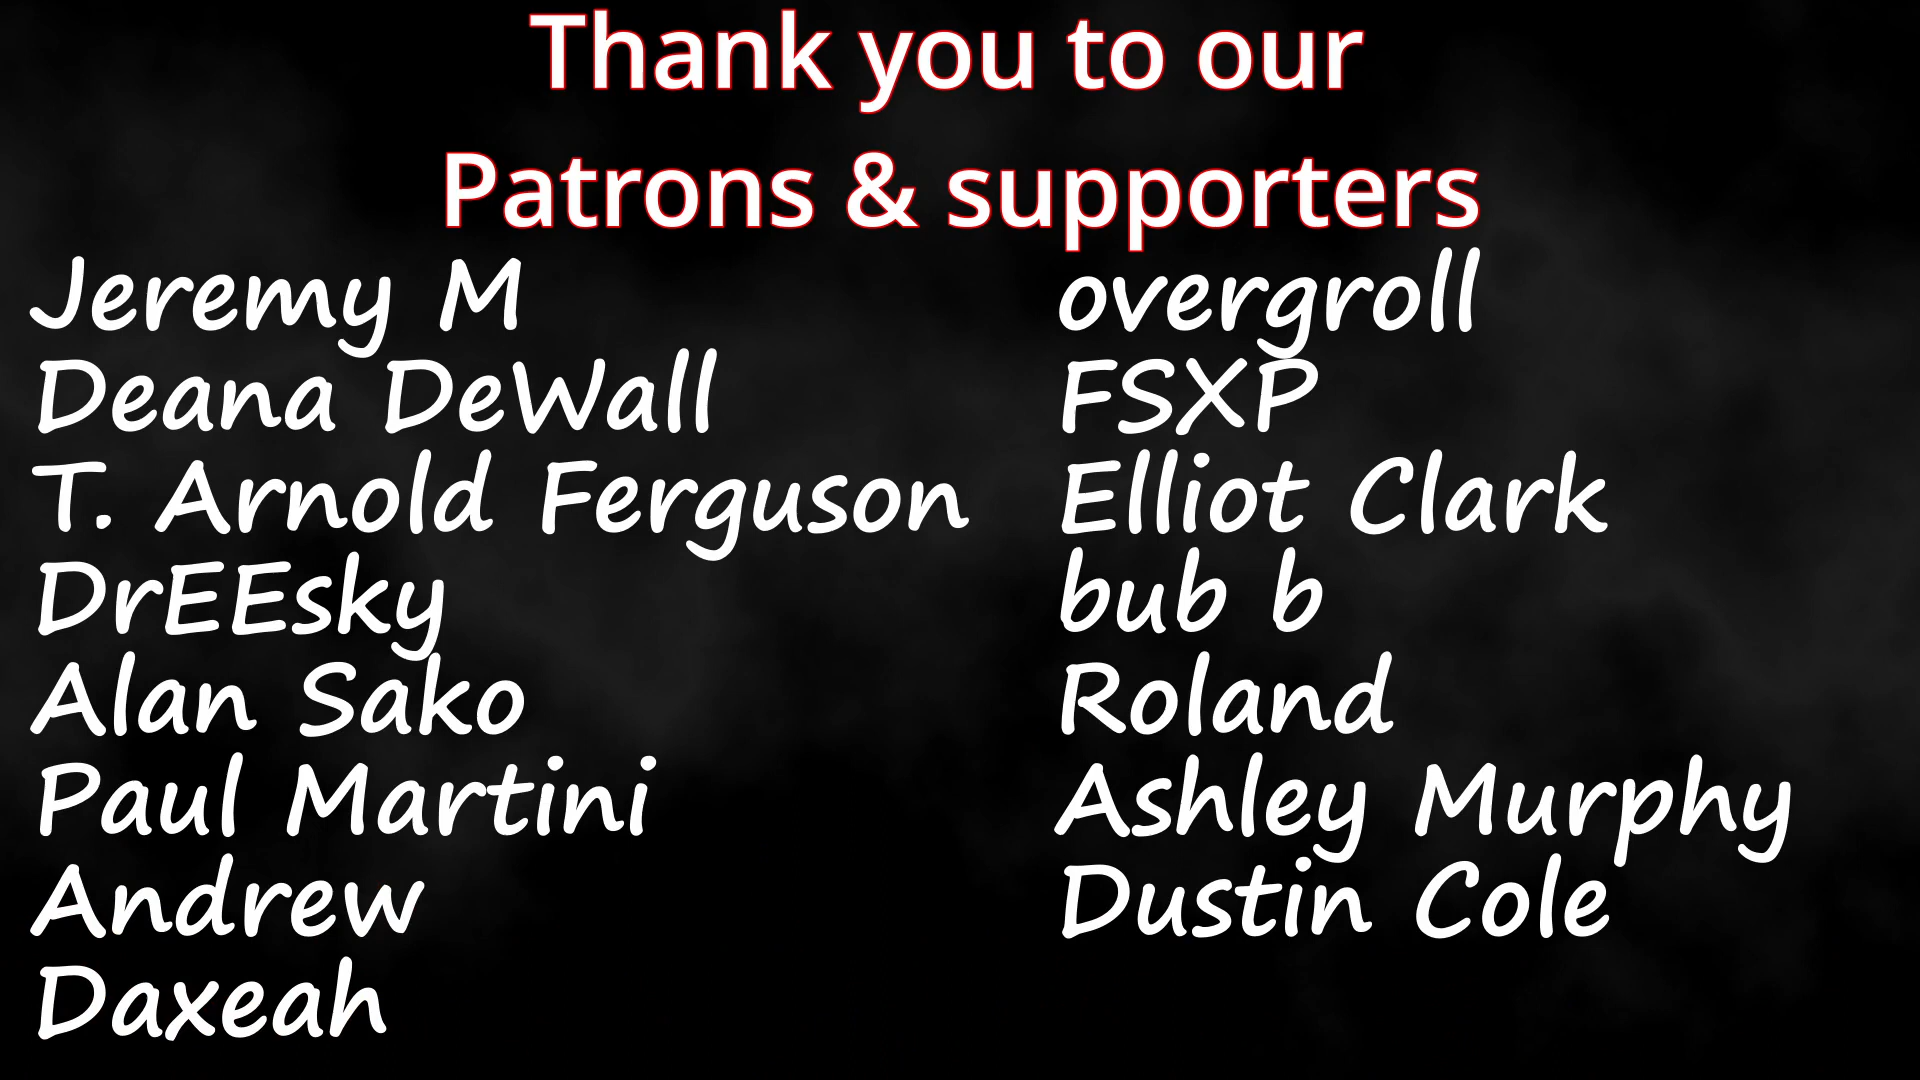 Thank you to our
Patrons & supporters
Jeremy M
Deana DeWall
T. Arnold Ferguson
DrEEsky
Alan Sako
Paul Martini
Andrew
Daxeah
overgroll
FSXP
Elliot Clark
bub b
Roland
Ashley Murphy
Dustin Cole